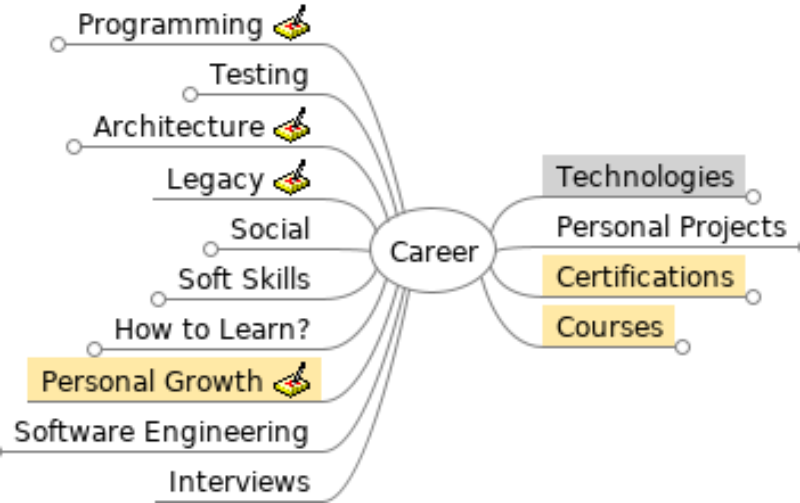 Programming
Testing
Architecture
Legacy
Social
Soft Skills
How to Learn?
Personal Growth
Software Engineering
Interviews
Career
Technologies
Personal Projects
Certifications
Courses